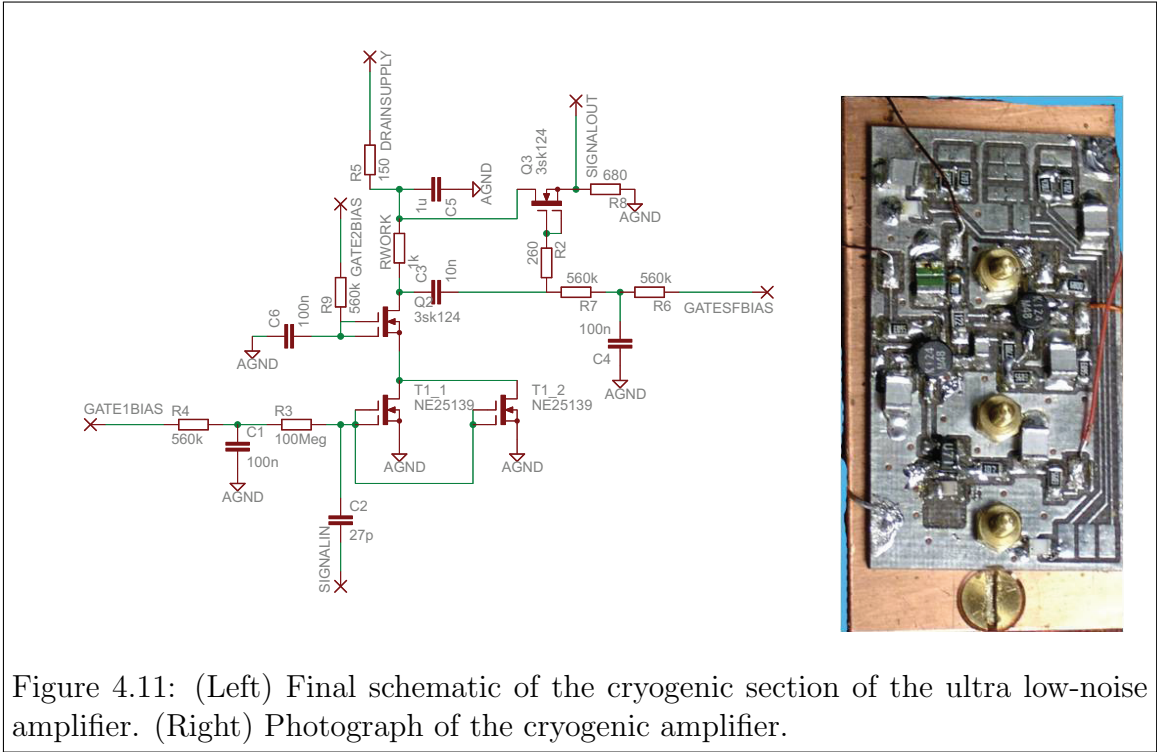 DRAINSUPPLY
R5
150
1u
C5
AGND
Q3
3sk124
SIGNALOUT
680
R8
AGND
GATE2BIAS
RWORK
1k
C3
10n
260
R2
560k
R7
560k
R6
GATESFBIAS
R9
560k
Q2
3sk124
C6
100n
AGND
100n
C4
AGND
GATE1BIAS
R4
560k
C1
100n
AGND
R3
100Meg
T1_1
NE25139
AGND
T1_2
NE25139
AGND
C2
27p
SIGNALIN
Figure 4.11: (Left) Final schematic of the cryogenic section of the ultra low-noise
amplifier. (Right) Photograph of the cryogenic amplifier.